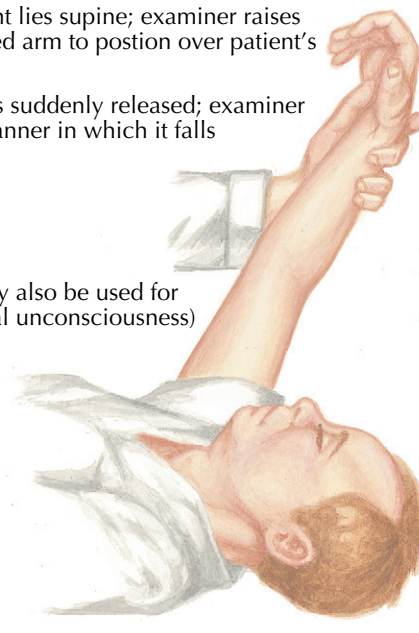 nt lies supine; examiner raises
ed arm to postion over patient's
s suddenly released; examiner
anner in which it falls
y also be used for
al unconsciousness)